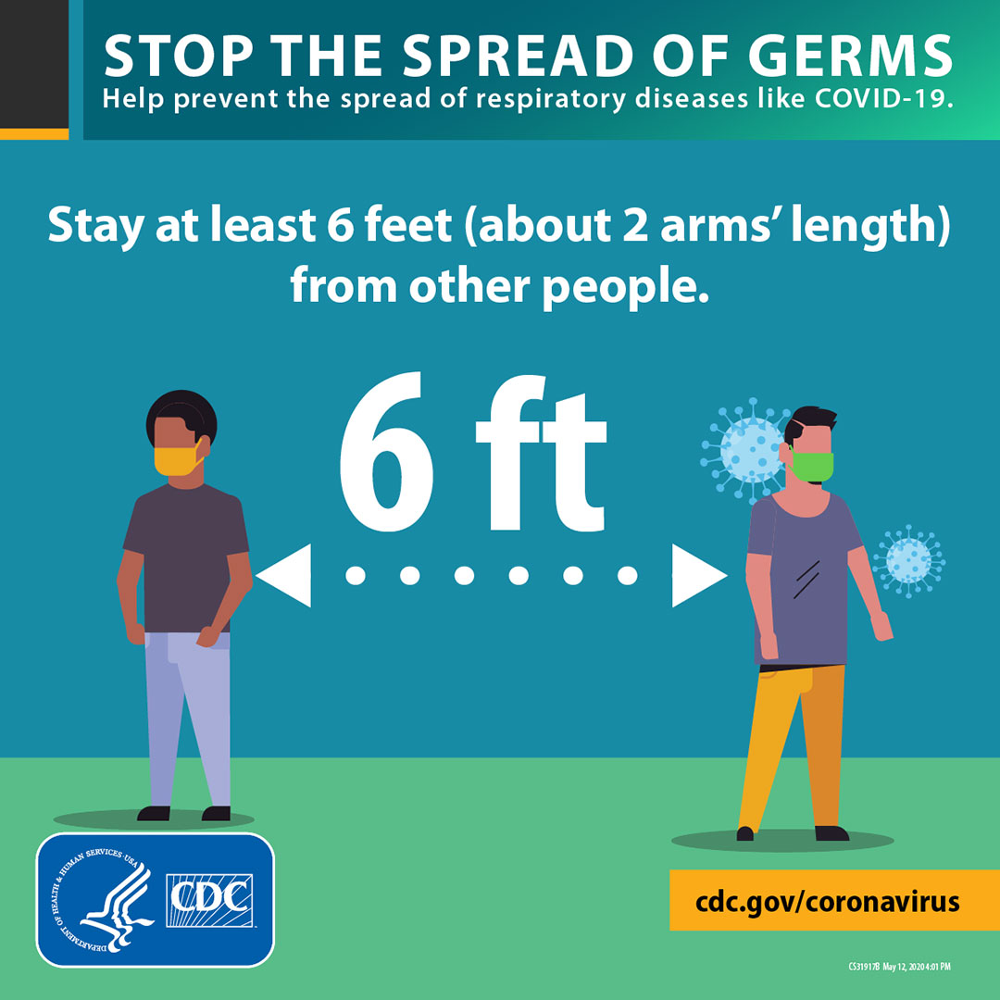 STOP THE SPREAD OF GERMS
Help prevent the spread of respiratory diseases like COVID-19.
Stay at least 6 feet (about 2 arms’ length)
from other people.
6 ft
DEPARTMENT OF HEALTH & HUMAN SERVICES·USA
CDC
cdc.gov/coronavirus
CS31917B May 12, 2020 4:01 PM